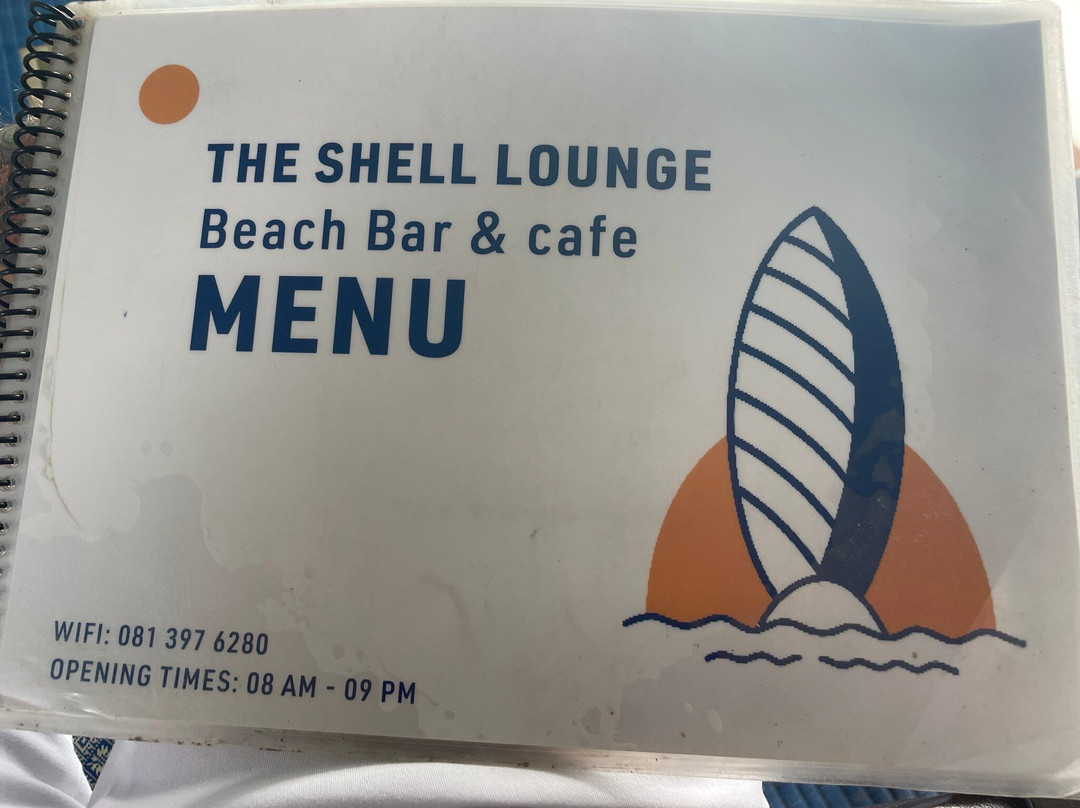 THE SHELL LOUNGE
Beach Bar & cafe
MENU
WIFI: 081 397 6280
OPENING TIMES: 08 AM - 09 PM